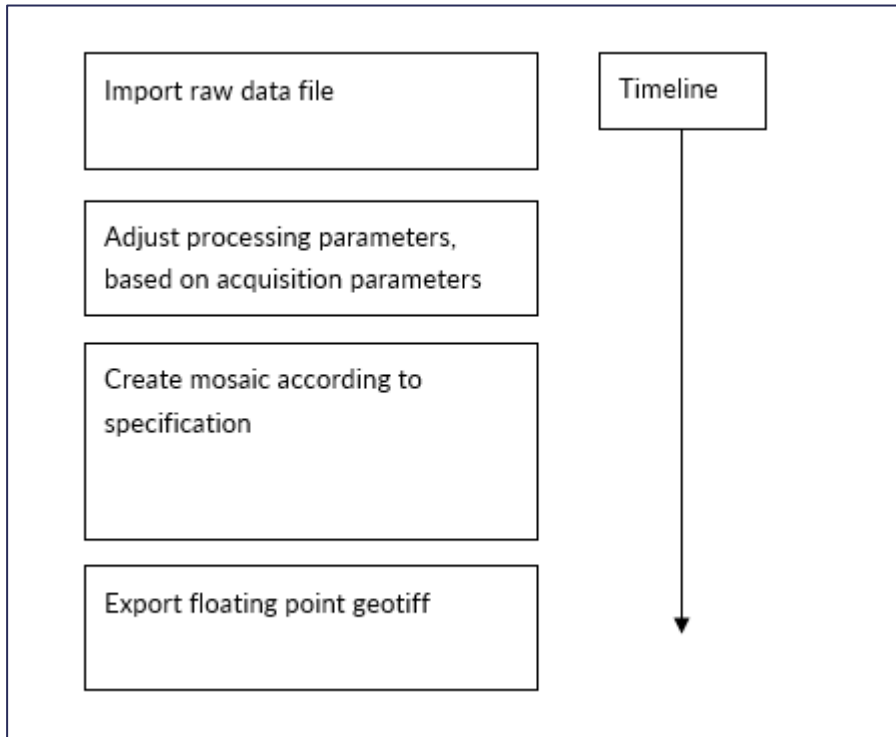 Import raw data file
Timeline
Adjust processing parameters,
based on acquisition parameters
Create mosaic according to
specification
Export floating point geotiff